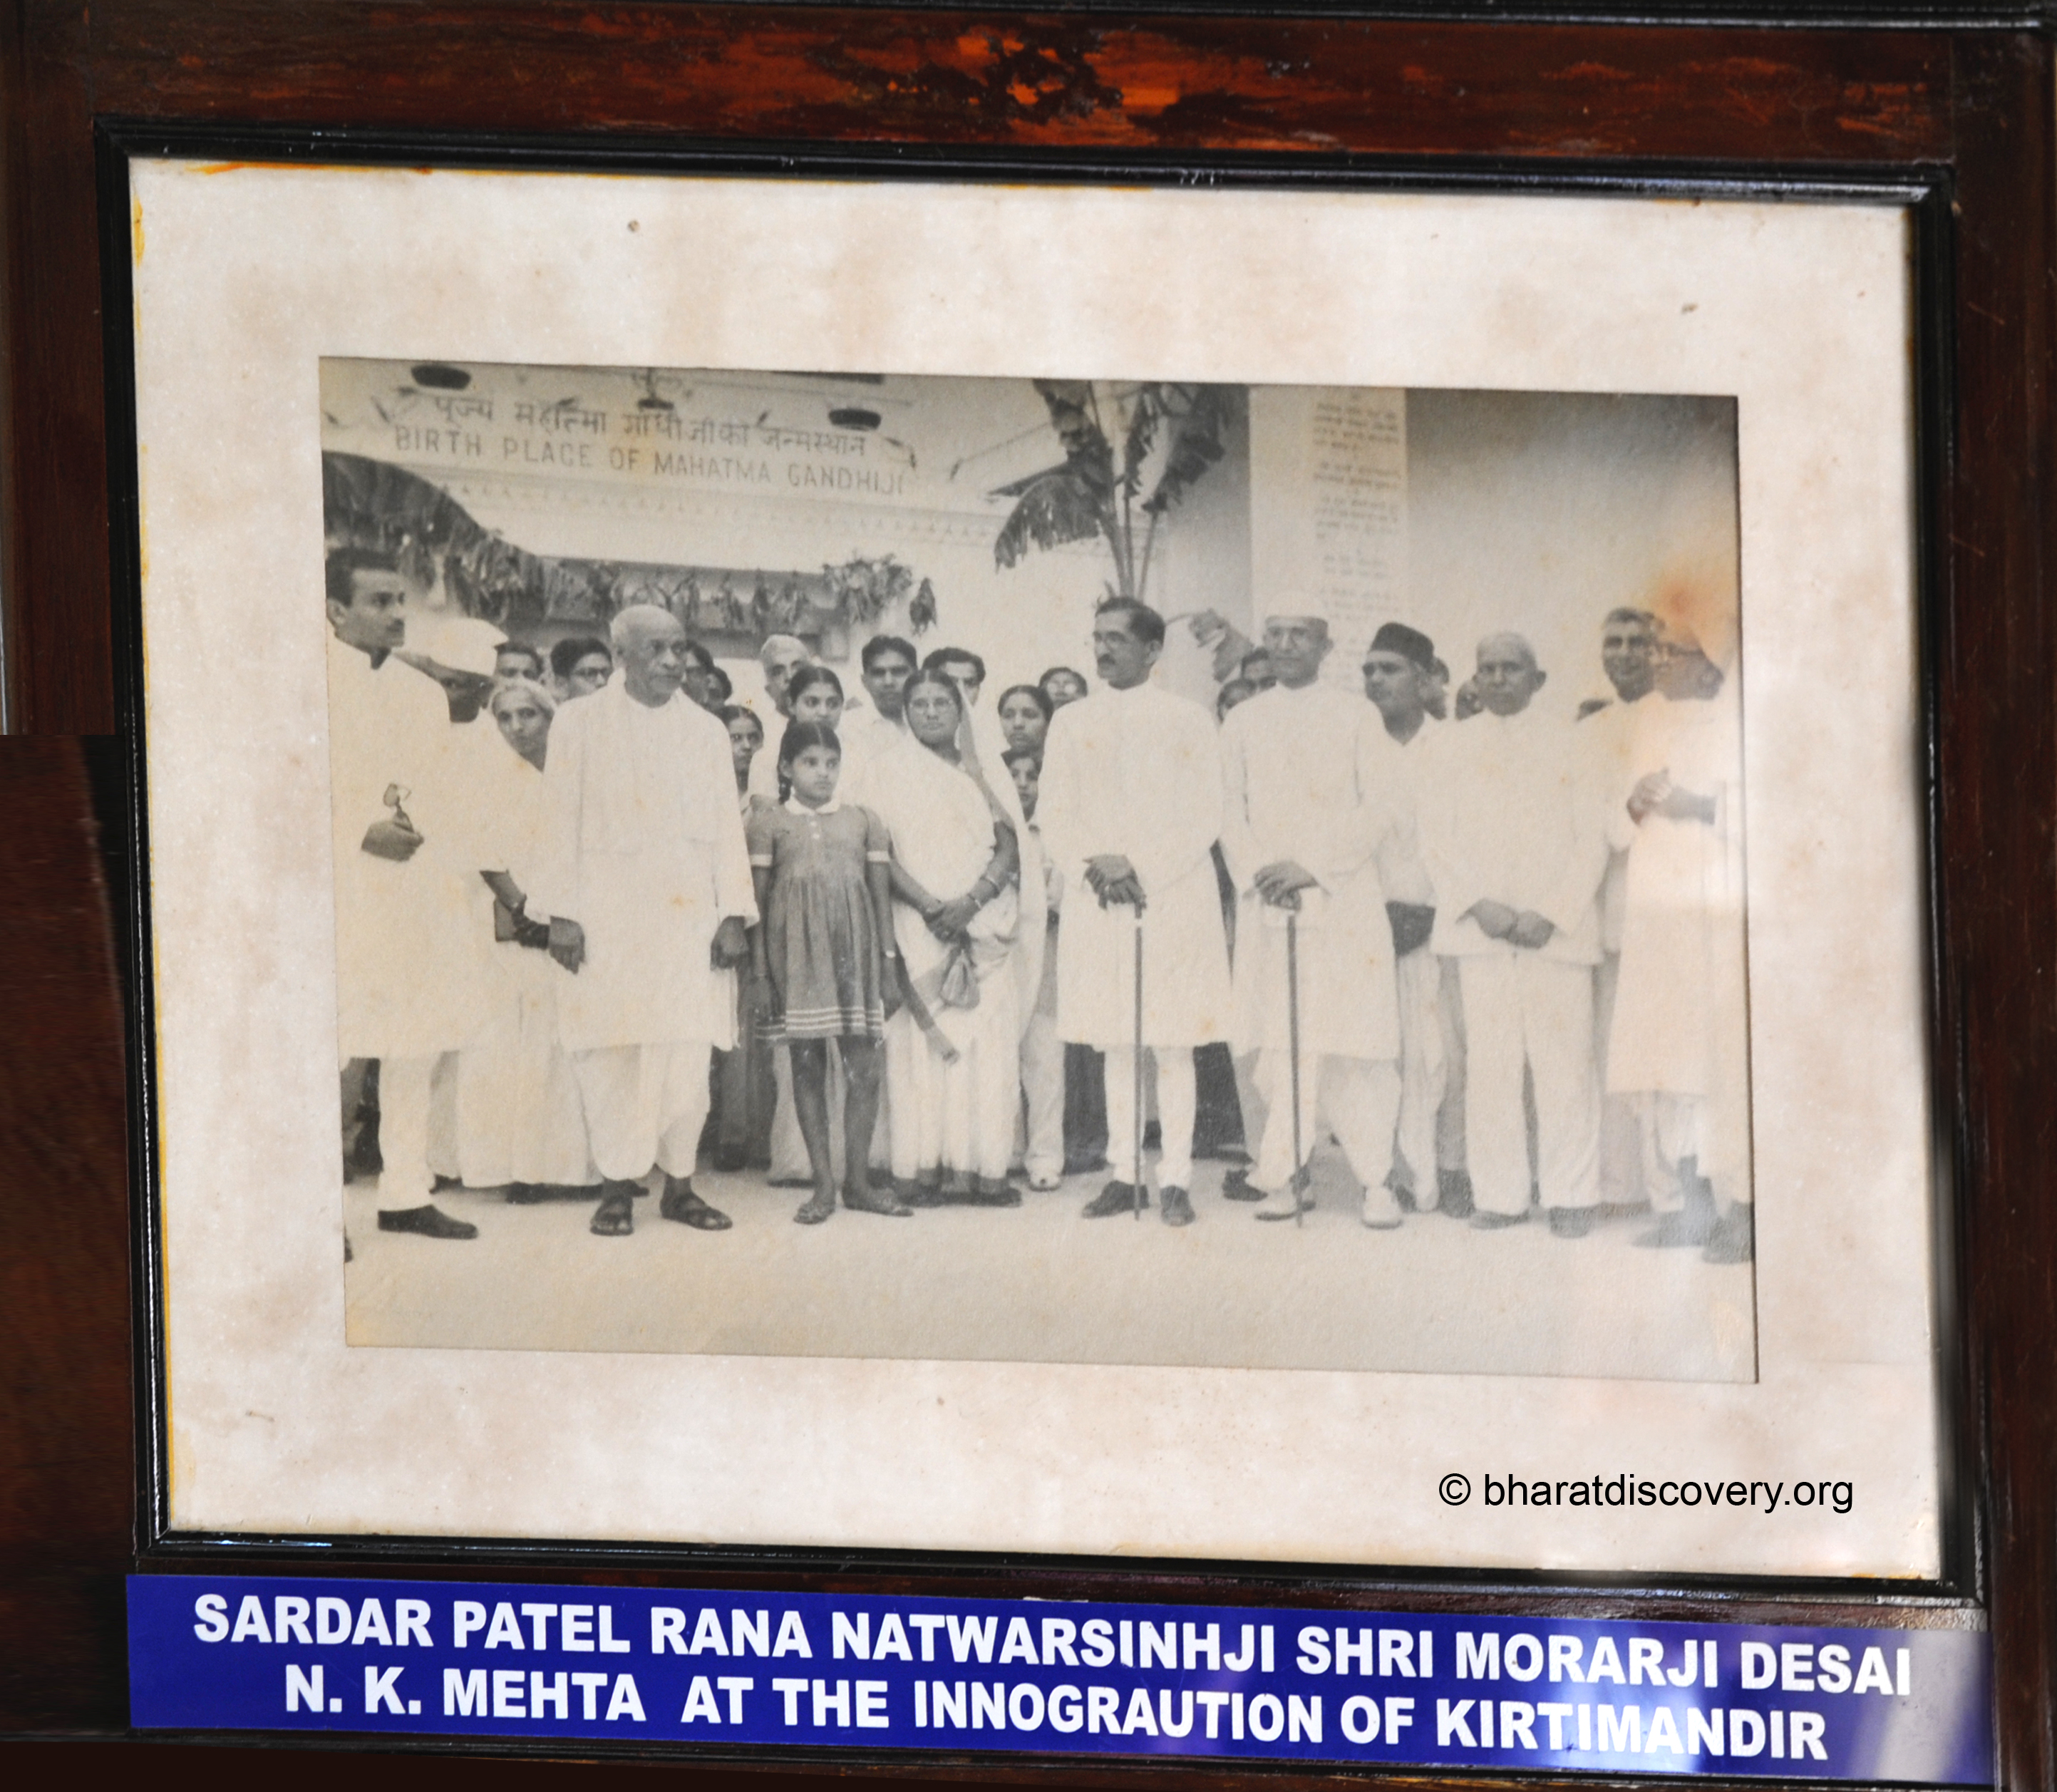 पूज्य महात्मा गांधीजीका जन्मस्थान
BIRTH PLACE OF MAHATMA GANDHIJI
© bharatdiscovery.org
SARDAR PATEL RANA NATWARSINHJI SHRI MORARJI DESAI
N. K. MEHTA AT THE INNOGRAUTION OF KIRTIMANDIR